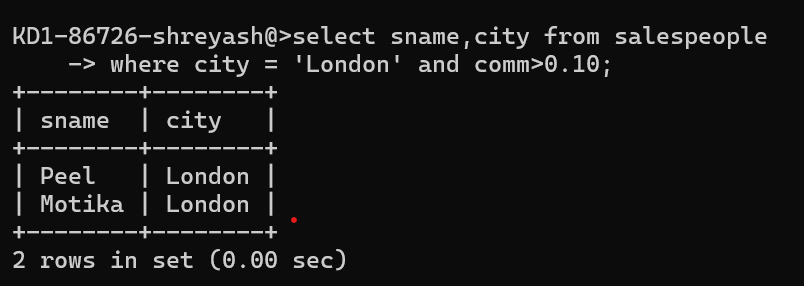 KD1-86726-shreyash@>select sname,city from salespeople
    -> where city = 'London' and comm>0.10;
+--------+--------+
| sname  | city   |
+--------+--------+
| Peel   | London |
| Motika | London |
+--------+--------+
2 rows in set (0.00 sec)